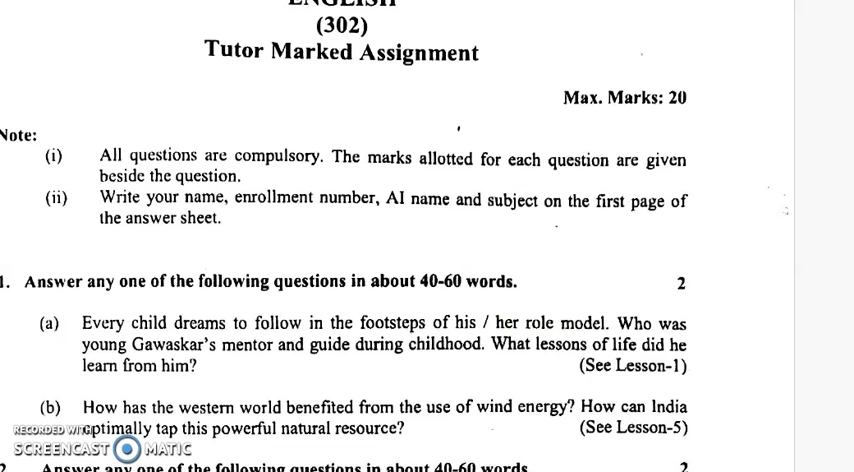 ENGLISH
(302)
Tutor Marked Assignment
Max. Marks: 20
Note:
(i) All questions are compulsory. The marks allotted for each question are given
beside the question.
(ii) Write your name, enrollment number, AI name and subject on the first page of
the answer sheet.
1. Answer any one of the following questions in about 40-60 words. 2
(a) Every child dreams to follow in the footsteps of his / her role model. Who was
young Gawaskar's mentor and guide during childhood. What lessons of life did he
learn from him? (See Lesson-1)
(b) How has the western world benefited from the use of wind energy? How can India
optimally tap this powerful natural resource? (See Lesson-5)
RECORDED WITH
SCREENCAST MATIC
2. Answer any one of the following questions in about 40-60 words. 2